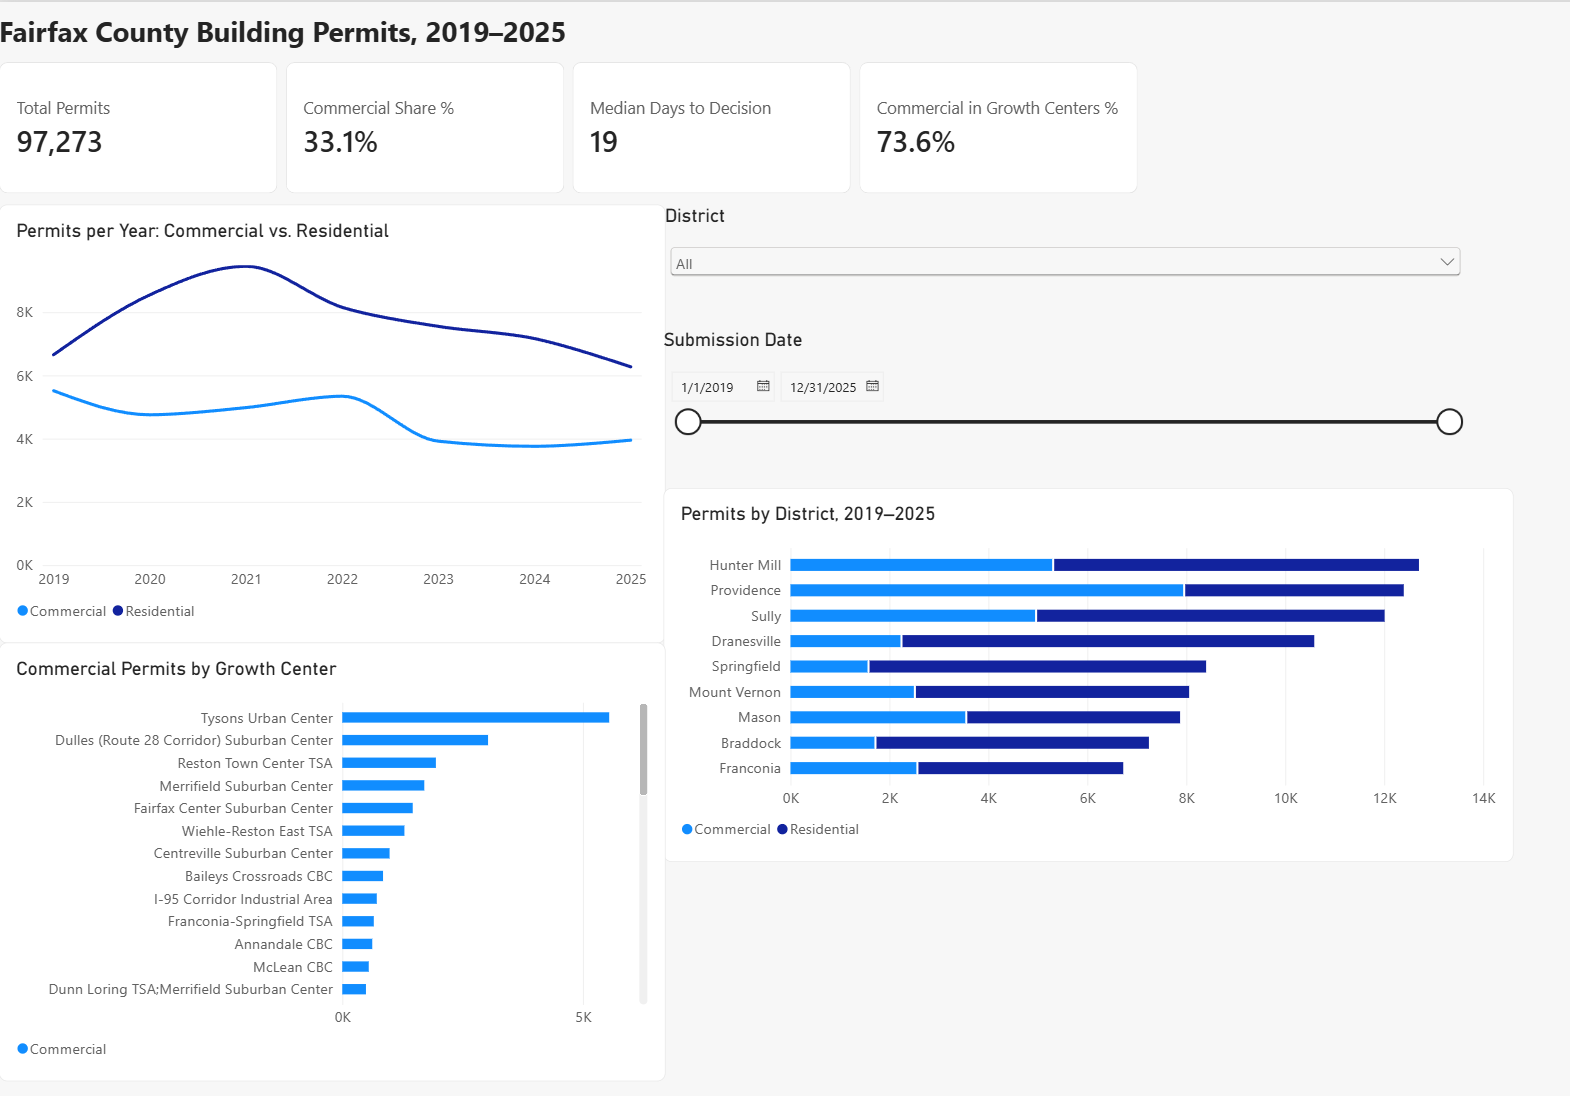 Fairfax County Building Permits, 2019–2025
Total Permits
97,273
Commercial Share %
33.1%
Median Days to Decision
19
Commercial in Growth Centers %
73.6%
Permits per Year: Commercial vs. Residential
8K
6K
4K
2K
0K
2019 2020 2021 2022 2023 2024 2025
Commercial Residential
District
All
Submission Date
1/1/2019 12/31/2025
Permits by District, 2019–2025
Hunter Mill
Providence
Sully
Dranesville
Springfield
Mount Vernon
Mason
Braddock
Franconia
0K 2K 4K 6K 8K 10K 12K 14K
Commercial Residential
Commercial Permits by Growth Center
Tysons Urban Center
Dulles (Route 28 Corridor) Suburban Center
Reston Town Center TSA
Merrifield Suburban Center
Fairfax Center Suburban Center
Wiehle-Reston East TSA
Centreville Suburban Center
Baileys Crossroads CBC
I-95 Corridor Industrial Area
Franconia-Springfield TSA
Annandale CBC
McLean CBC
Dunn Loring TSA;Merrifield Suburban Center
0K 5K
Commercial